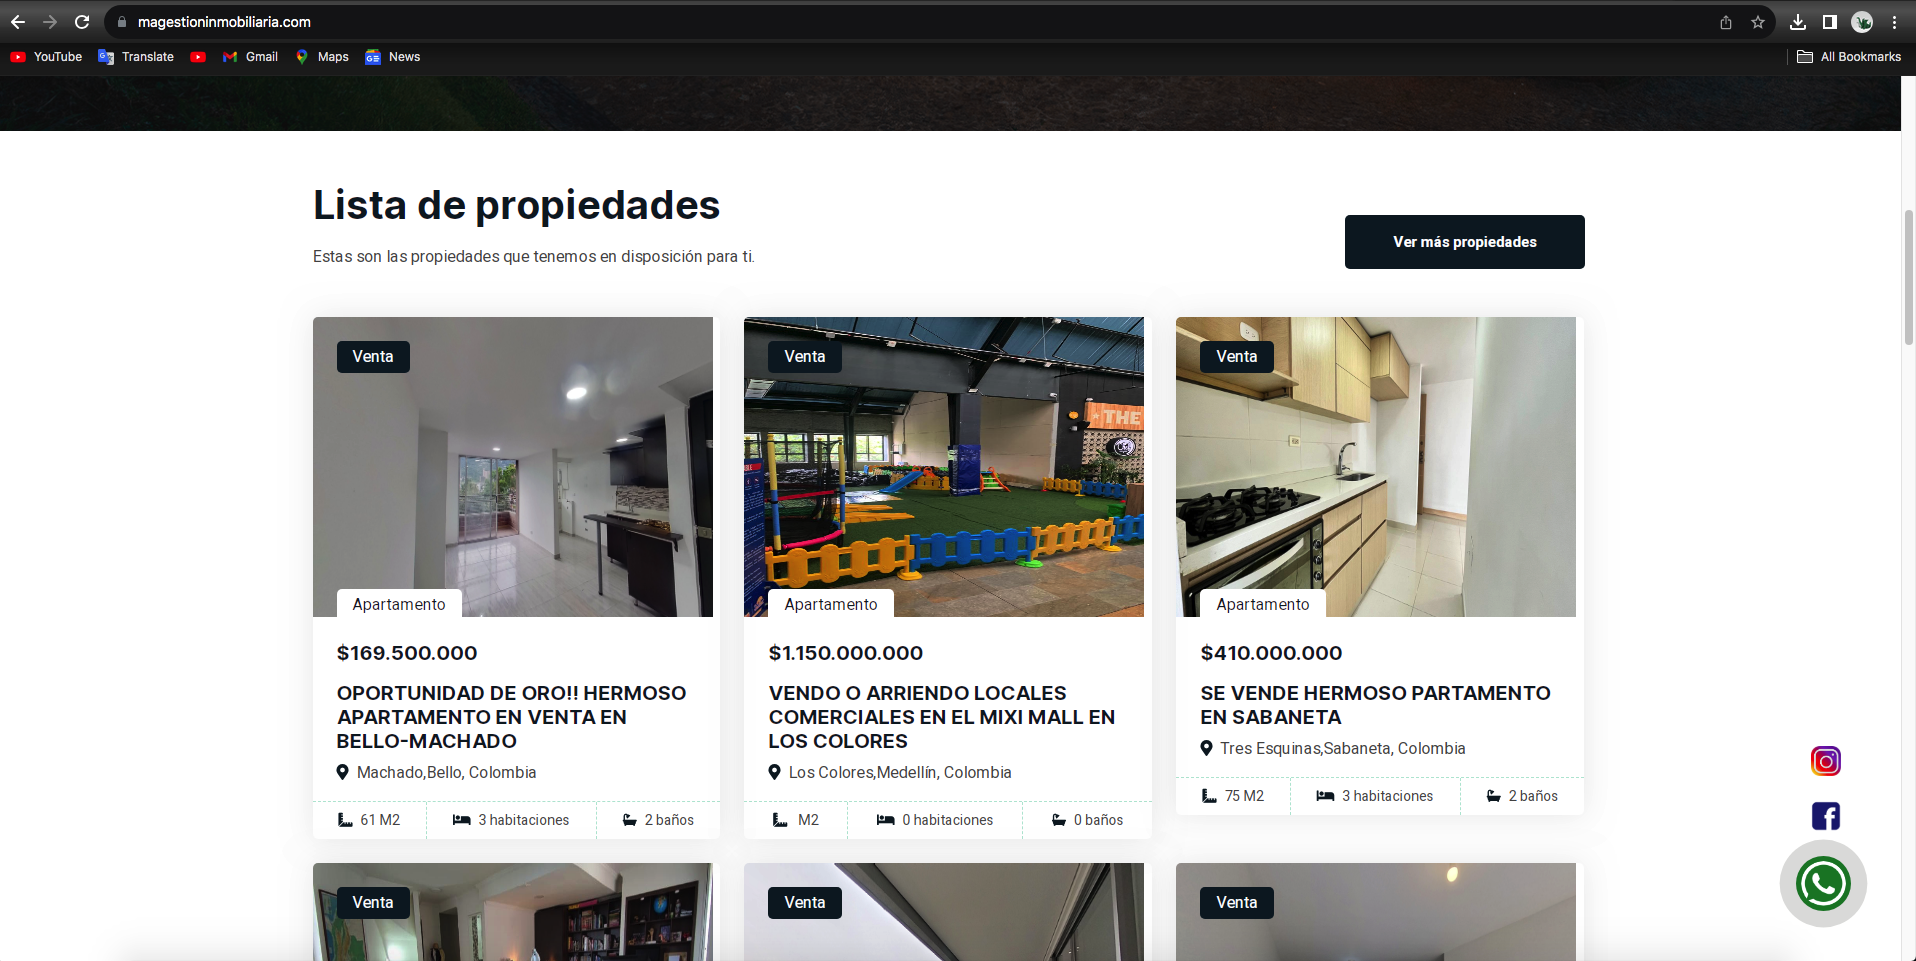 magestioninmobiliaria.com
YouTube
Translate
Gmail
Maps
News
All Bookmarks
Lista de propiedades
Estas son las propiedades que tenemos en disposición para ti.
Ver más propiedades
Venta
Apartamento
$169.500.000
OPORTUNIDAD DE ORO!! HERMOSO
APARTAMENTO EN VENTA EN
BELLO-MACHADO
Machado,Bello, Colombia
61 M2
3 habitaciones
2 baños
Venta
THE
Apartamento
$1.150.000.000
VENDO O ARRIENDO LOCALES
COMERCIALES EN EL MIXI MALL EN
LOS COLORES
Los Colores,Medellín, Colombia
M2
0 habitaciones
0 baños
Venta
Apartamento
$410.000.000
SE VENDE HERMOSO PARTAMENTO
EN SABANETA
Tres Esquinas,Sabaneta, Colombia
75 M2
3 habitaciones
2 baños
Venta
Venta
Venta